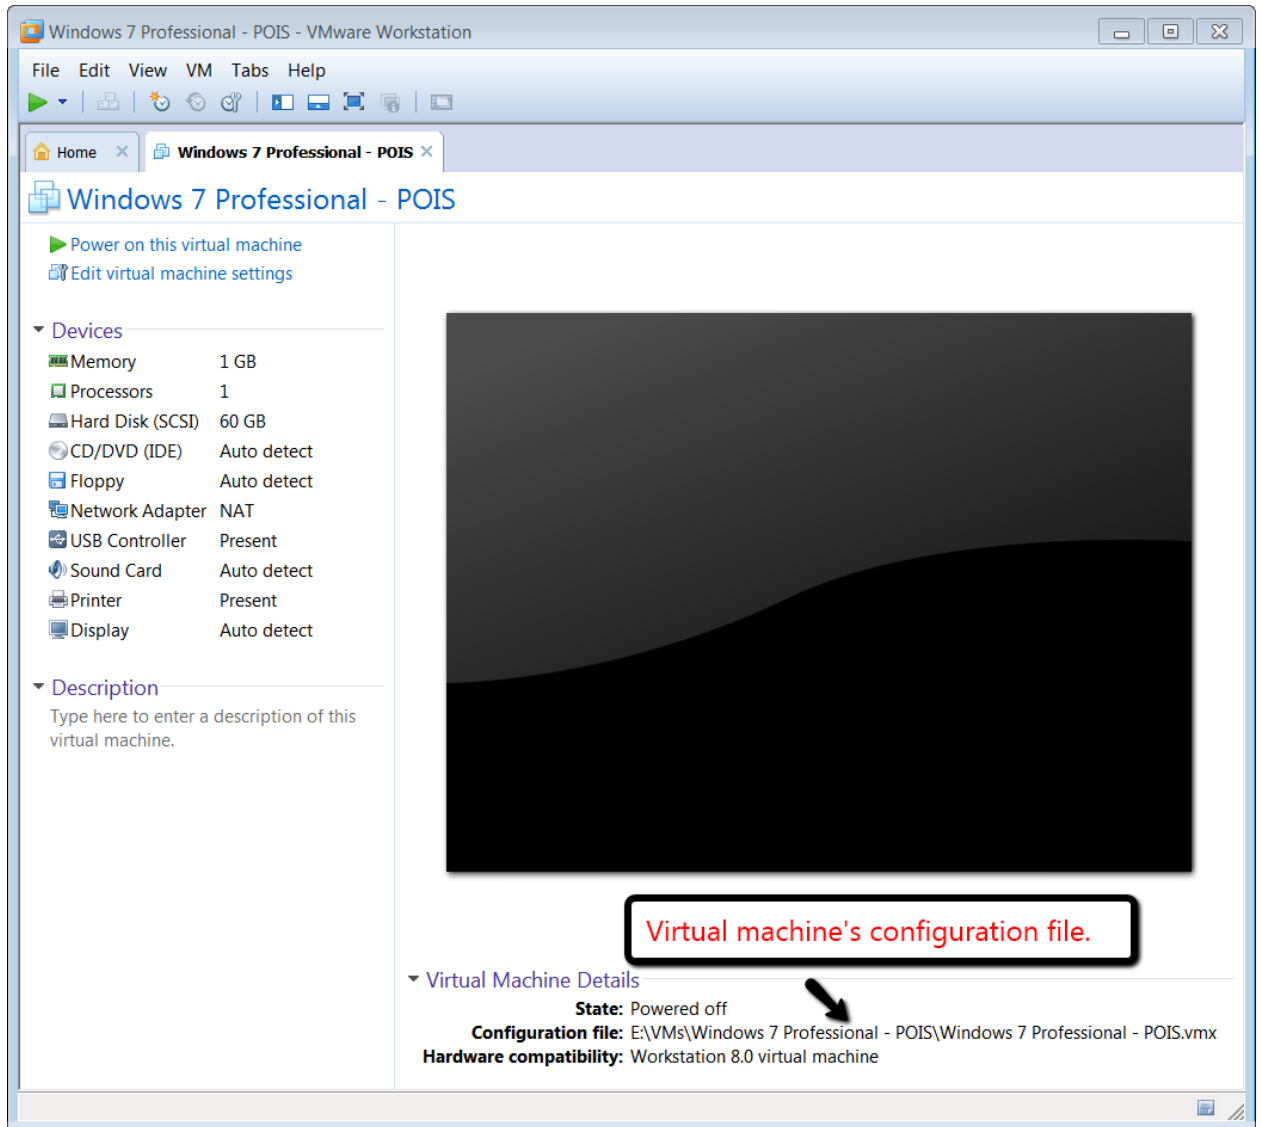 Windows 7 Professional - POIS - VMware Workstation
File Edit View VM Tabs Help
Home
Windows 7 Professional - POIS
Windows 7 Professional - POIS
Power on this virtual machine
Edit virtual machine settings
Devices
Memory 1 GB
Processors 1
Hard Disk (SCSI) 60 GB
CD/DVD (IDE) Auto detect
Floppy Auto detect
Network Adapter NAT
USB Controller Present
Sound Card Auto detect
Printer Present
Display Auto detect
Description
Type here to enter a description of this
virtual machine.
Virtual machine's configuration file.
Virtual Machine Details
State: Powered off
Configuration file: E:\VMs\Windows 7 Professional - POIS\Windows 7 Professional - POIS.vmx
Hardware compatibility: Workstation 8.0 virtual machine